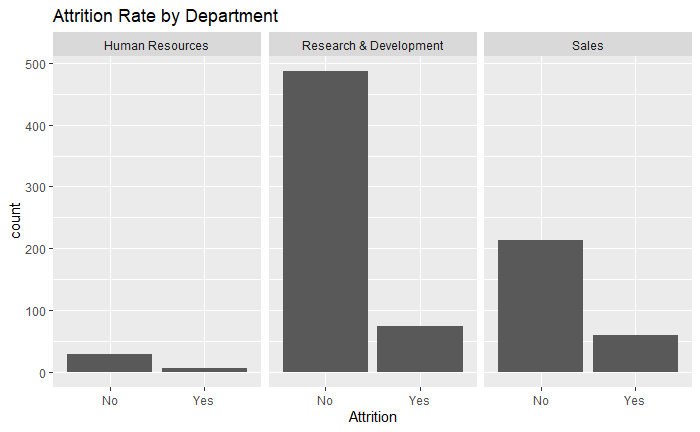 Attrition Rate by Department
Human Resources
Research & Development
Sales
count
500
400
300
200
100
0
No
Yes
No
Yes
No
Yes
Attrition